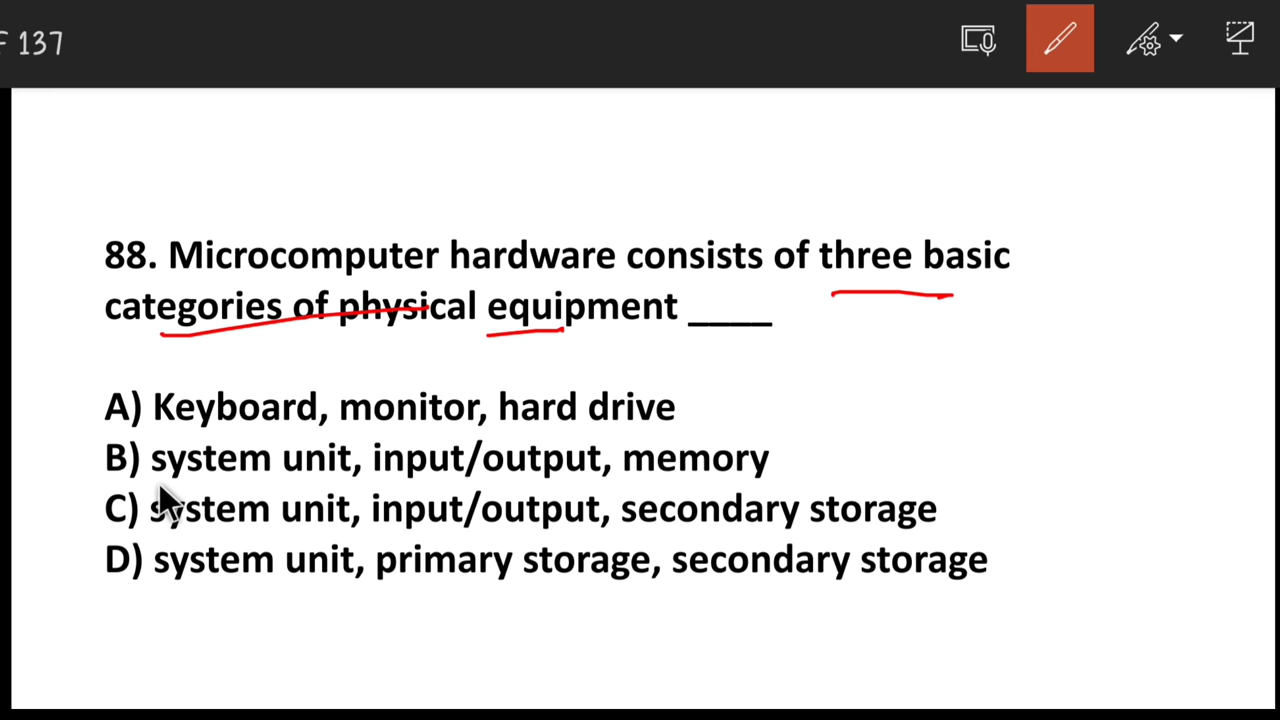 F 137
88. Microcomputer hardware consists of three basic
categories of physical equipment ____
A) Keyboard, monitor, hard drive
B) system unit, input/output, memory
C) system unit, input/output, secondary storage
D) system unit, primary storage, secondary storage